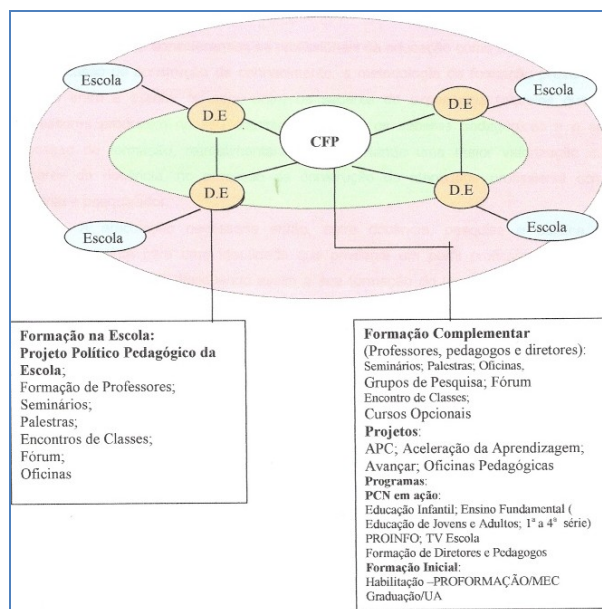 Escola
Escola
D.E
D.E
CFP
D.E
D.E
Escola
Escola
Formação na Escola:
Projeto Político Pedagógico da
Escola;
Formação de Professores;
Seminários;
Palestras;
Encontros de Classes;
Fórum;
Oficinas
Formação Complementar
(Professores, pedagogos e diretores):
Seminários; Palestras; Oficinas,
Grupos de Pesquisa; Fórum
Encontro de Classes;
Cursos Opcionais
Projetos:
APC; Aceleração da Aprendizagem;
Avançar; Oficinas Pedagógicas
Programas:
PCN em ação:
Educação Infantil; Ensino Fundamental (
Educação de Jovens e Adultos; 1ª a 4ª série)
PROINFO; TV Escola
Formação de Diretores e Pedagogos
Formação Inicial:
Habilitação –PROFORMAÇÃO/MEC
Graduação/UA